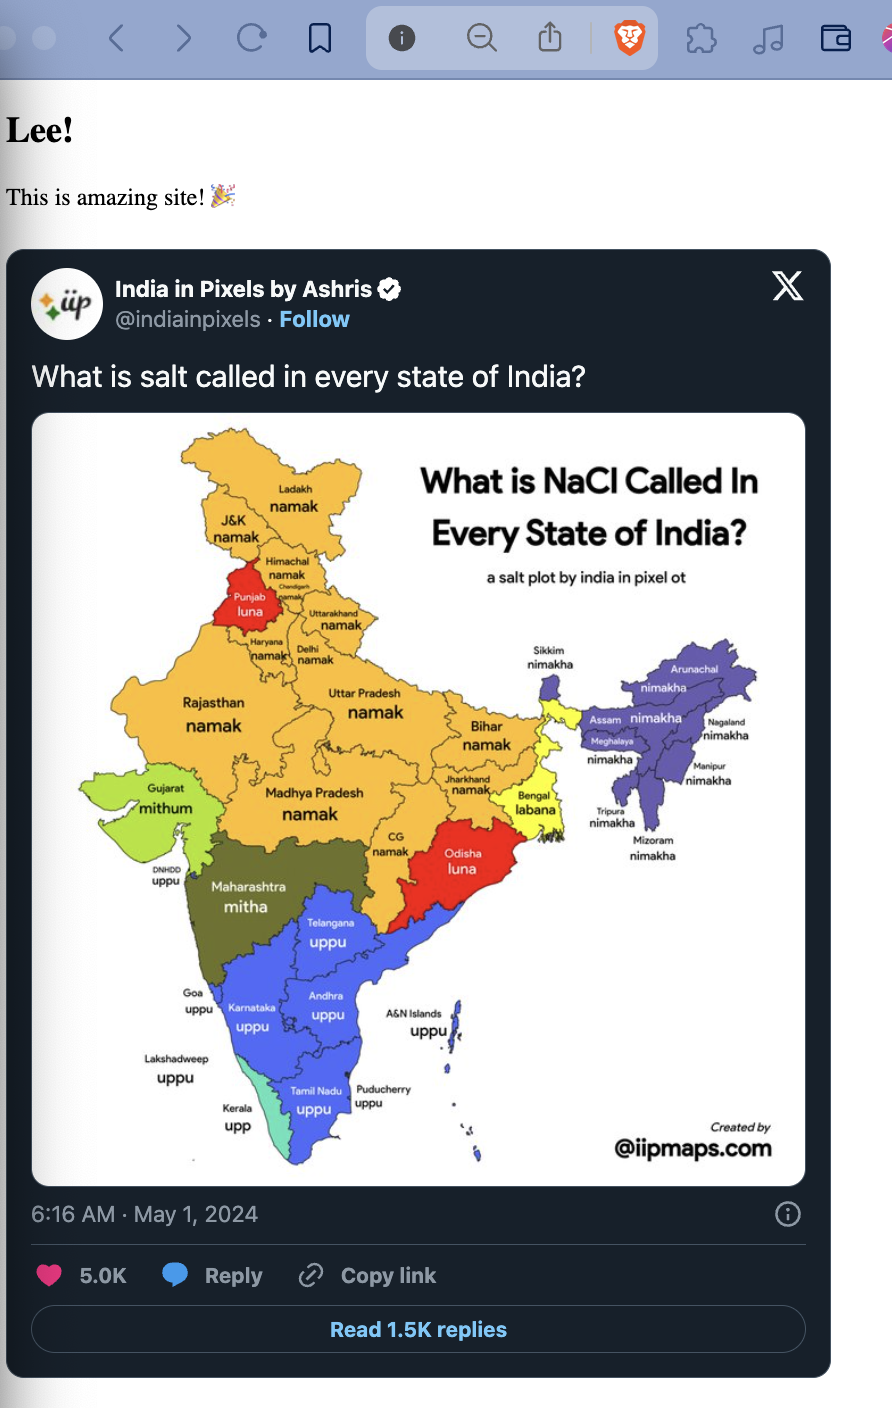 Lee!
This is amazing site! 🎉
iip
India in Pixels by Ashris
@indiainpixels · Follow
What is salt called in every state of India?
What is NaCl Called In
Every State of India?
a salt plot by india in pixel ot
Ladakh
namak
J&K
namak
Himachal
namak
Chandigarh
namak
Punjab
luna
Uttarakhand
namak
Haryana
namak
Delhi
namak
Rajasthan
namak
Uttar Pradesh
namak
Bihar
namak
Sikkim
nimakha
Arunachal
nimakha
Assam nimakha
Nagaland
nimakha
Meghalaya
nimakha
Manipur
nimakha
Tripura
nimakha
Mizoram
nimakha
Gujarat
mithum
Madhya Pradesh
namak
Jharkhand
namak
Bengal
labana
CG
namak
Odisha
luna
DNHDD
uppu
Maharashtra
mitha
Telangana
uppu
Goa
uppu
Karnataka
uppu
Andhra
uppu
A&N Islands
uppu
Lakshadweep
uppu
Kerala
upp
Tamil Nadu
uppu
Puducherry
uppu
Created by
@iipmaps.com
6:16 AM · May 1, 2024
5.0K Reply Copy link
Read 1.5K replies